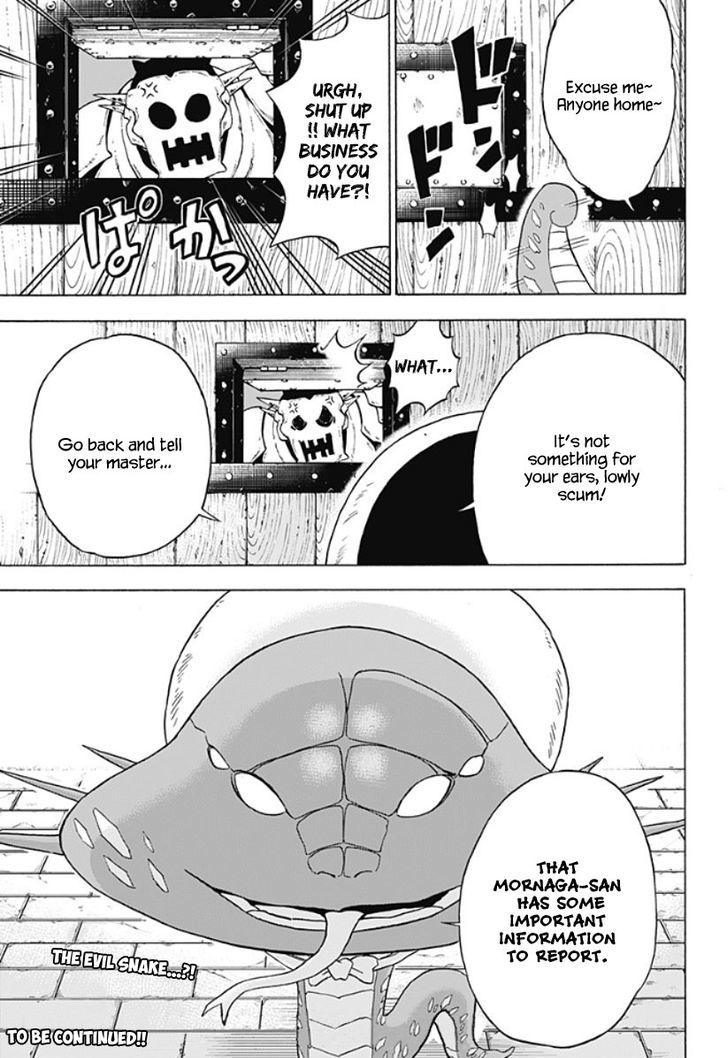 Excuse me~
Anyone home~
ドンドン
URGH,
SHUT UP
!! WHAT
BUSINESS
DO YOU
HAVE?!
ぱかっ
It's not
something for
your ears, lowly
scum!
WHAT...
Go back and tell
your master...
THAT
MORNAGA-SAN
HAS SOME
IMPORTANT
INFORMATION
TO REPORT.
THE EVIL SNAKE...?!
TO BE CONTINUED!!